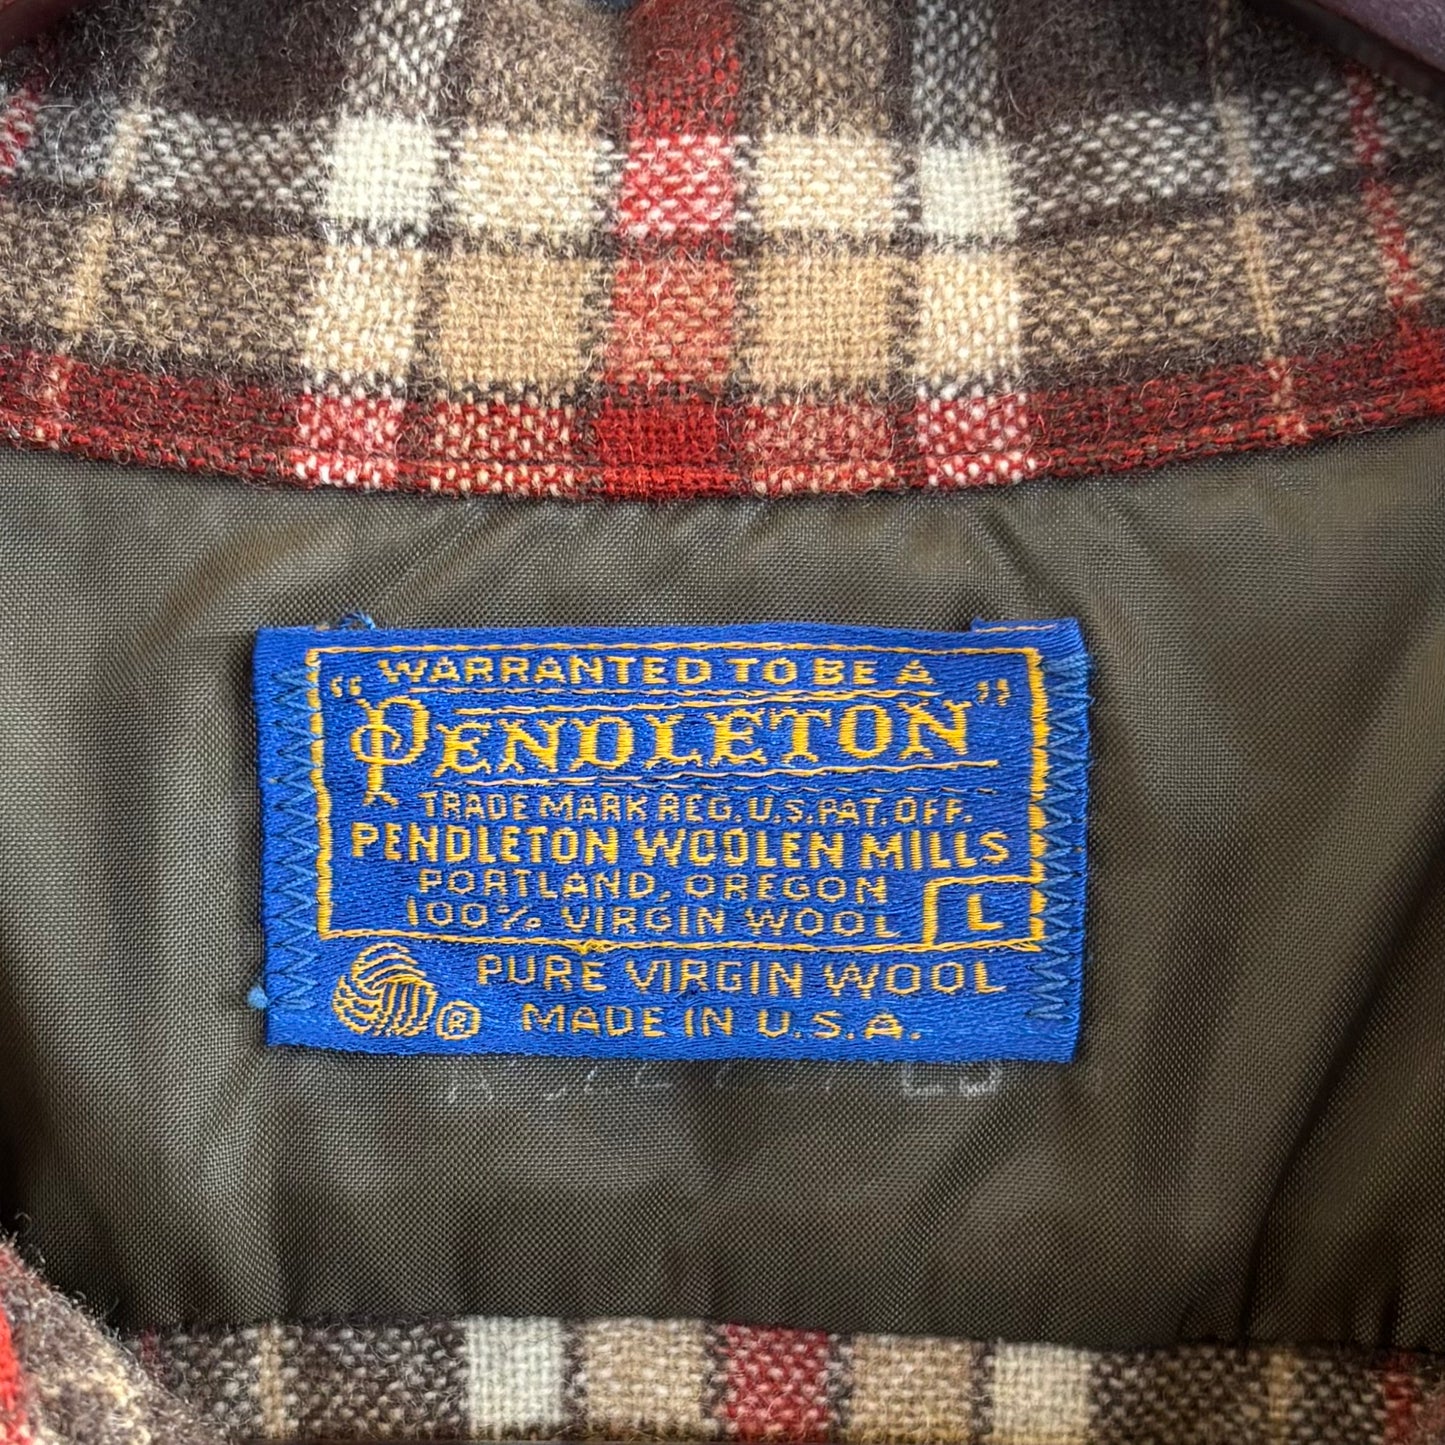 WARRANTED TO BE A
"PENDLETON"
TRADE MARK REG. U.S. PAT. OFF.
PENDLETON WOOLEN MILLS
PORTLAND, OREGON
100% VIRGIN WOOL L
PURE VIRGIN WOOL
® MADE IN U.S.A.